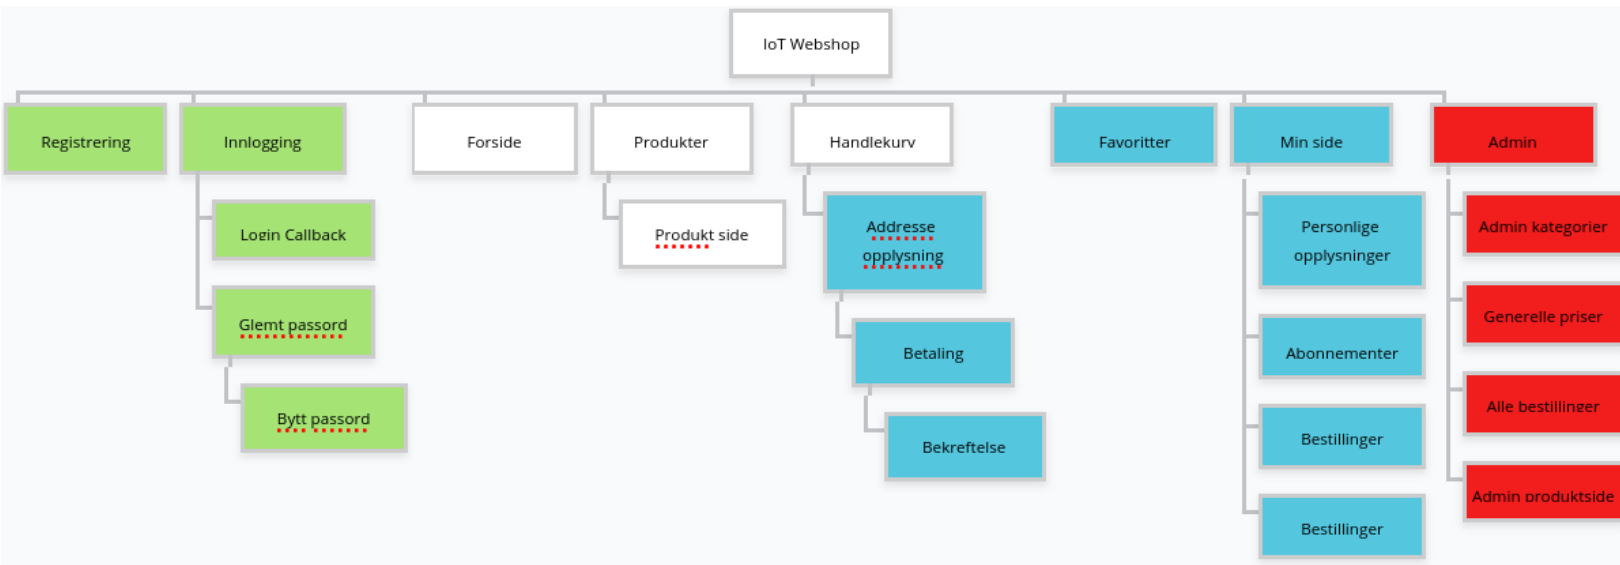 IoT Webshop
Registrering
Innlogging
Forside
Produkter
Handlekurv
Favoritter
Min side
Admin
Login Callback
Glemt passord
Bytt passord
Produkt side
Addresse
opplysning
Betaling
Bekreftelse
Personlige
opplysninger
Abonnementer
Bestillinger
Bestillinger
Admin kategorier
Generelle priser
Alle bestillinger
Admin produktside